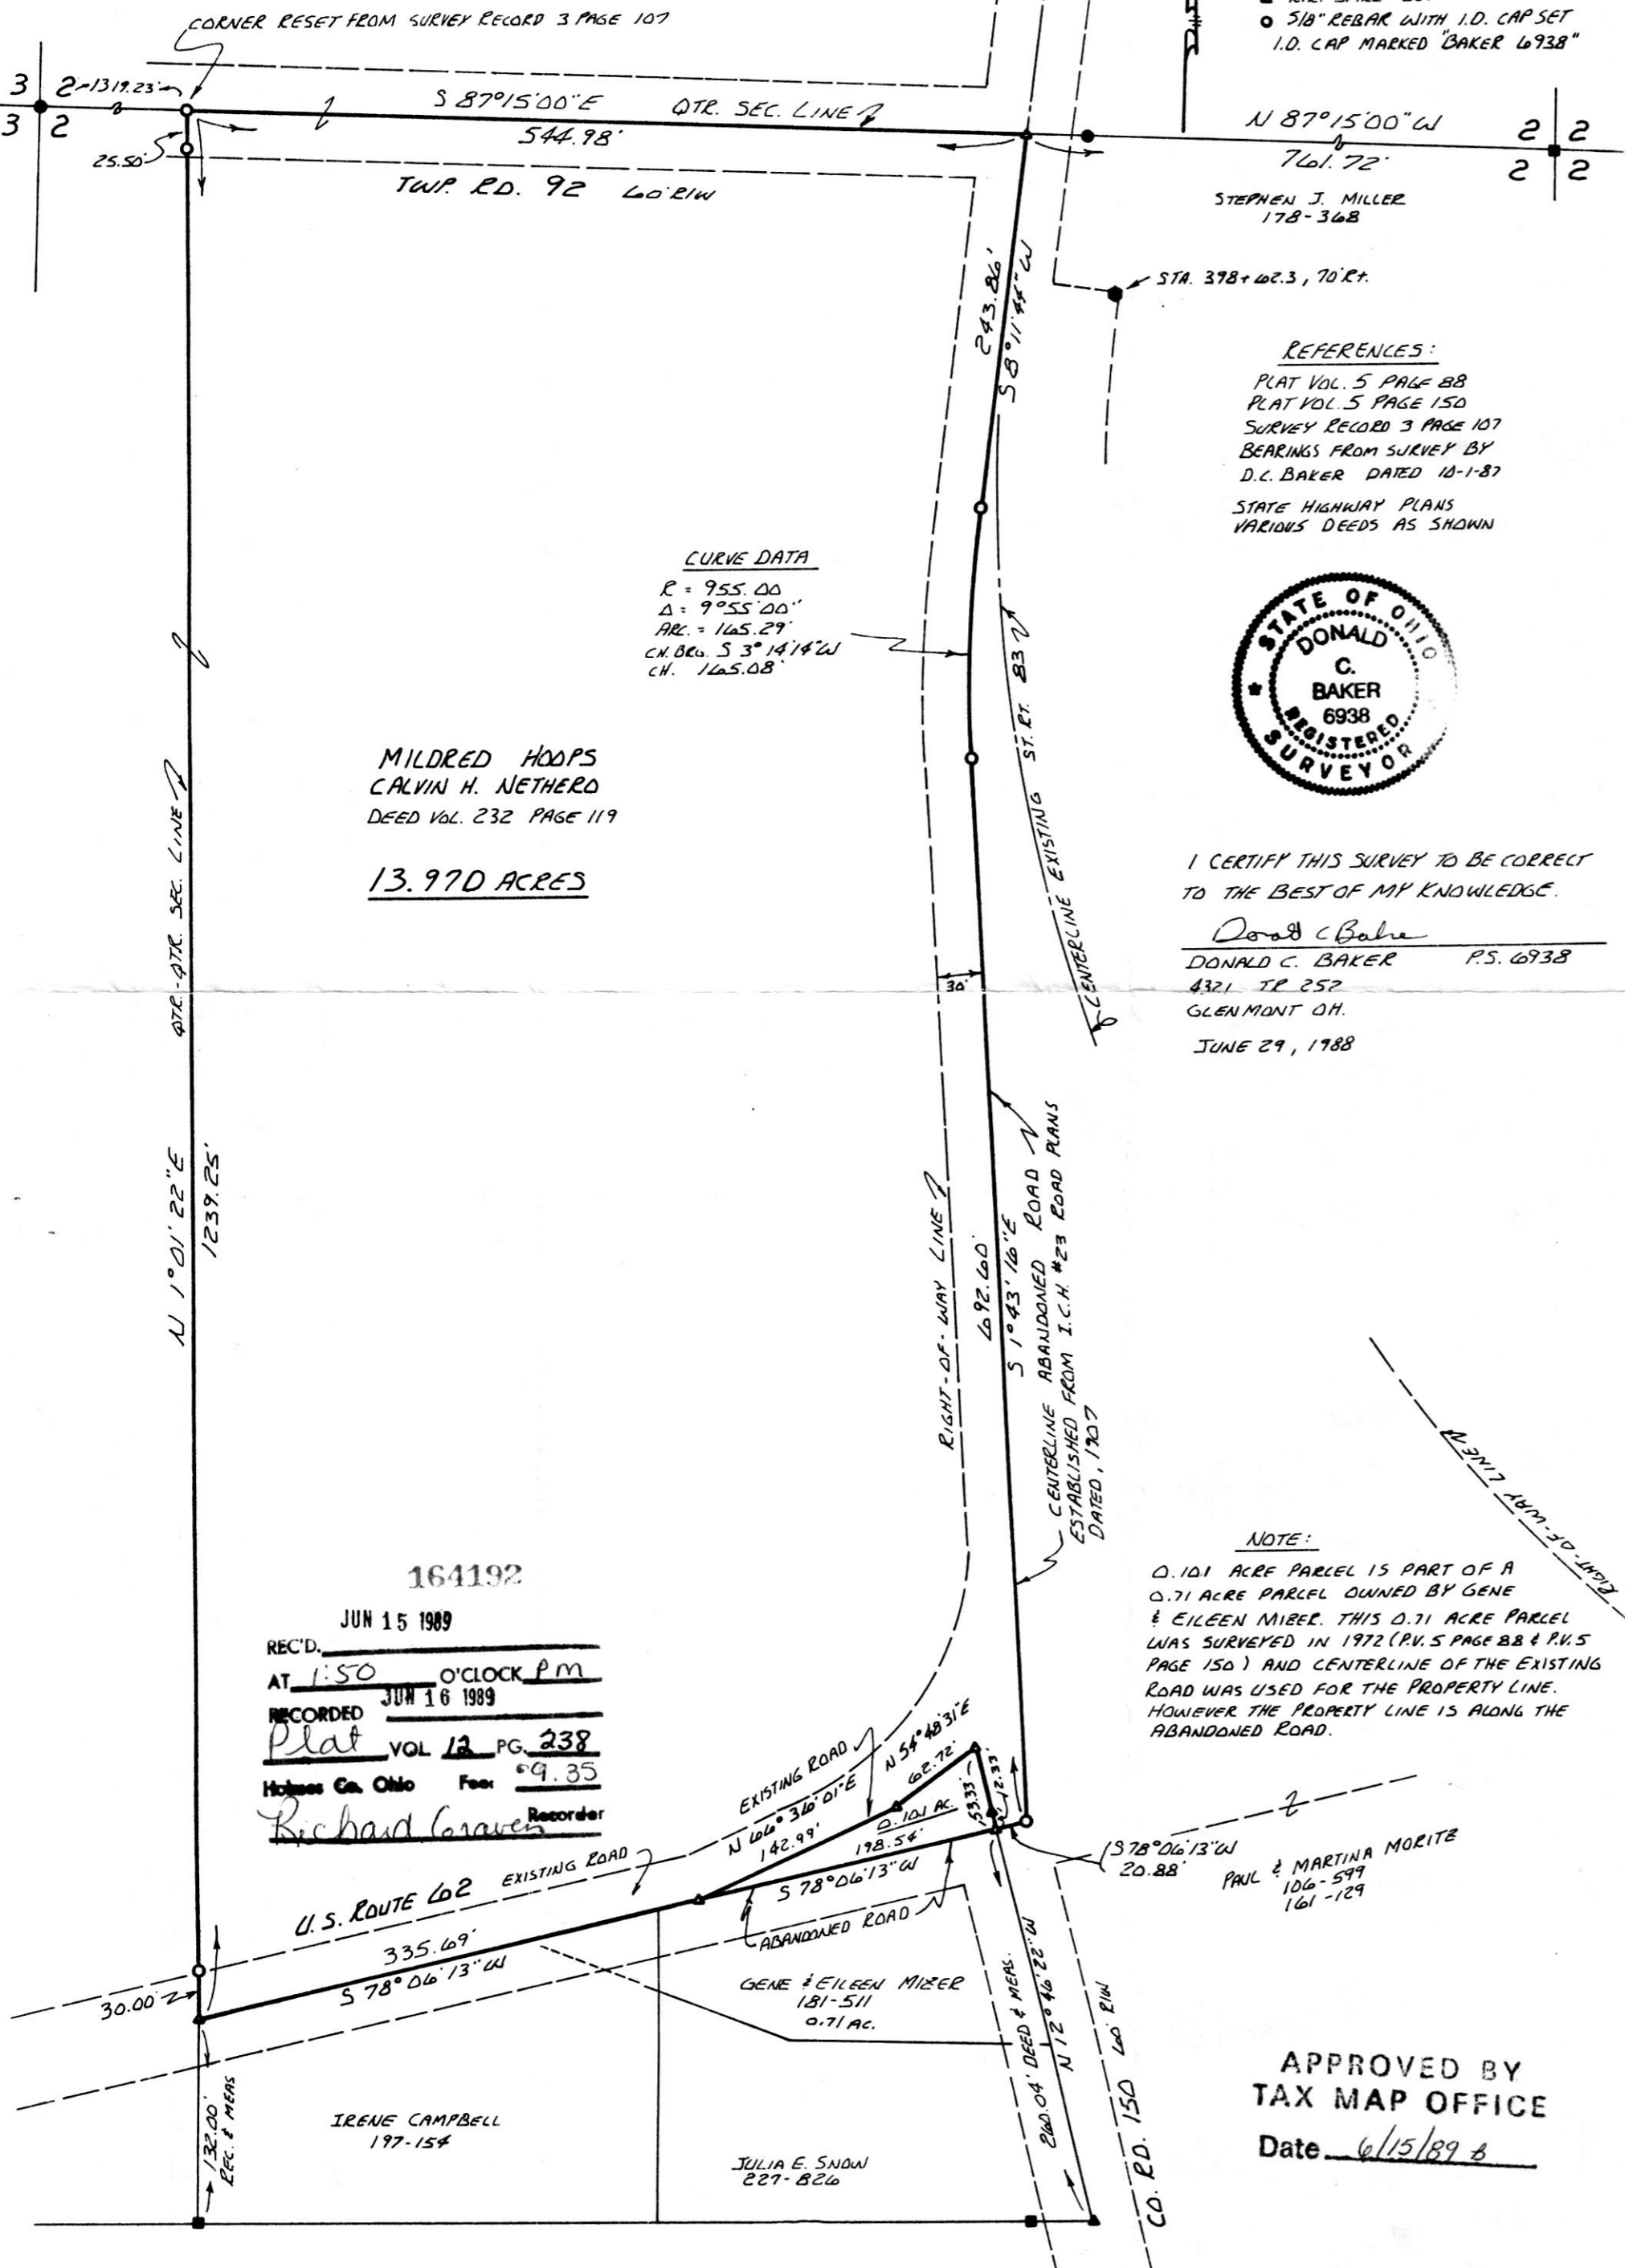 CORNER RESET FROM SURVEY RECORD 3 PAGE 107
5/8" REBAR WITH I.D. CAP SET
I.D. CAP MARKED "BAKER 6938"
3 2
3 2
1319.23'
S 87°15'00"E QTR. SEC. LINE
544.98'
25.50'
TWP. RD. 92 60' R/W
N 87°15'00"W
761.72'
2 2
2 2
STEPHEN J. MILLER
178-368
STA. 398+62.3, 70' Rt.
243.86'
S 8°11'44"W
REFERENCES:
PLAT VOL. 5 PAGE 88
PLAT VOL. 5 PAGE 150
SURVEY RECORD 3 PAGE 107
BEARINGS FROM SURVEY BY
D.C. BAKER DATED 10-1-87
STATE HIGHWAY PLANS
VARIOUS DEEDS AS SHOWN
CURVE DATA
R = 955.00
Δ = 9°55'00"
ARC. = 165.29'
CH. BRG. S 3°14'14"W
CH. 165.08'
STATE OF OHIO
DONALD
C.
BAKER
6938
REGISTERED
SURVEYOR
MILDRED HOOPS
CALVIN H. NETHERO
DEED VOL. 232 PAGE 119
13.970 ACRES
QTR.-QTR. SEC. LINE
CENTERLINE EXISTING ST. RT. 83
I CERTIFY THIS SURVEY TO BE CORRECT
TO THE BEST OF MY KNOWLEDGE.
Donald C Baker
DONALD C. BAKER P.S. 6938
4321 TR 252
GLENMONT OH.
JUNE 29, 1988
30'
N 1°01'22"E
1239.25'
RIGHT-OF-WAY LINE
692.60'
S 1°43'16"E
CENTERLINE ABANDONED ROAD
ESTABLISHED FROM I.C.H. #23 ROAD PLANS
DATED, 1907
RIGHT-OF-WAY LINE
164192
JUN 15 1989
REC'D.
AT 1:50 O'CLOCK PM
JUN 16 1989
RECORDED
Plat VOL 12 PG. 238
Holmes Co. Ohio Fee: 9.35
Richard Graven Recorder
NOTE:
0.101 ACRE PARCEL IS PART OF A
0.71 ACRE PARCEL OWNED BY GENE
& EILEEN MIZER. THIS 0.71 ACRE PARCEL
WAS SURVEYED IN 1972 (P.V. 5 PAGE 88 & P.V. 5
PAGE 150) AND CENTERLINE OF THE EXISTING
ROAD WAS USED FOR THE PROPERTY LINE.
HOWEVER THE PROPERTY LINE IS ALONG THE
ABANDONED ROAD.
EXISTING ROAD
N 54°48'31"E
62.72'
N 66°36'01"E
142.99'
0.101 AC.
53.33'
12.33'
198.54'
S 78°06'13"W
S 78°06'13"W
20.88'
PAUL & MARTINA MORITZ
106-599
161-129
U.S. ROUTE 62 EXISTING ROAD
335.69'
S 78°06'13"W
30.00'
ABANDONED ROAD
GENE & EILEEN MIZER
181-511
0.71 AC.
260.04' DEED & MEAS.
N 12°46'22"W
CO. RD. 150 60' R/W
132.00'
REC. & MEAS
IRENE CAMPBELL
197-154
JULIA E. SNOW
227-826
APPROVED BY
TAX MAP OFFICE
Date 6/15/89 B